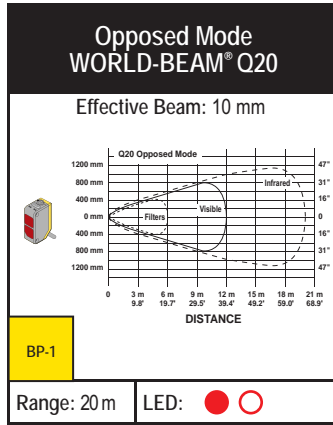 Opposed Mode
WORLD-BEAM® Q20
Effective Beam: 10 mm
Q20 Opposed Mode
1200 mm 47"
800 mm Infrared 31"
400 mm 16"
0 mm Filters Visible 0
400 mm 16"
800 mm 31"
1200 mm 47"
0 3 m 6 m 9 m 12 m 15 m 18 m 21 m
9.8' 19.7' 29.5' 39.4' 49.2' 59.0' 68.9'
DISTANCE
BP-1
Range: 20 m LED: